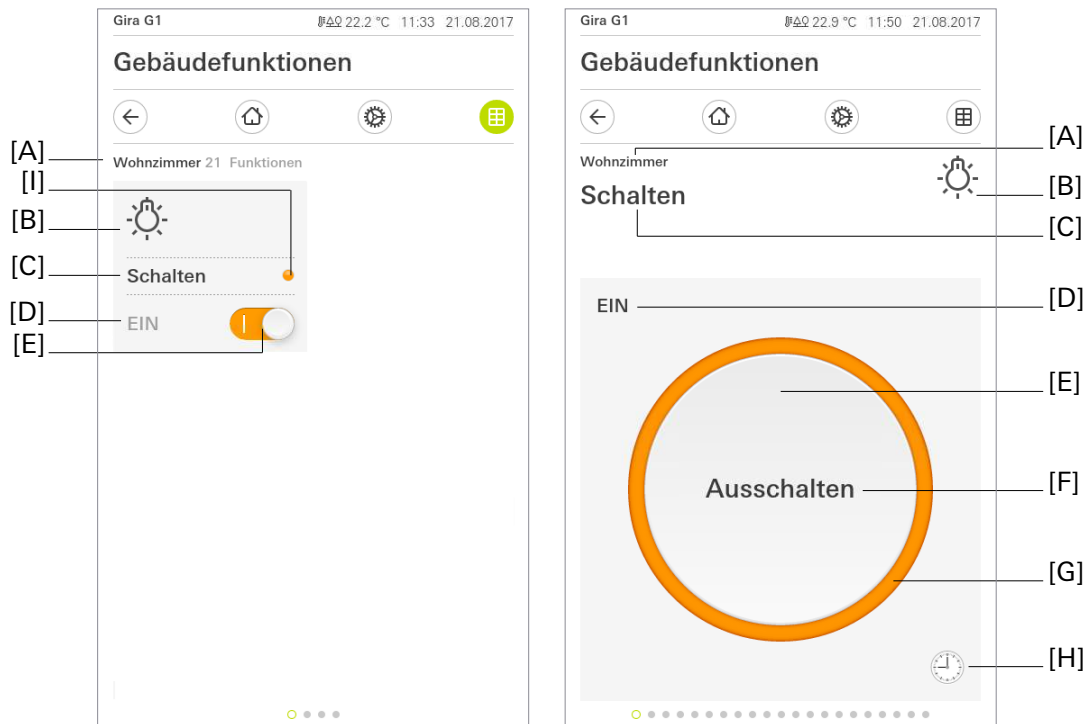 Gira G1 22.2 °C 11:33 21.08.2017
Gebäudefunktionen
[A] Wohnzimmer 21 Funktionen
[I]
[B]
[C] Schalten
[D] EIN
[E]
Gira G1 22.9 °C 11:50 21.08.2017
Gebäudefunktionen
[A]
Wohnzimmer
[B]
Schalten
[C]
EIN [D]
[E]
Ausschalten [F]
[G]
[H]